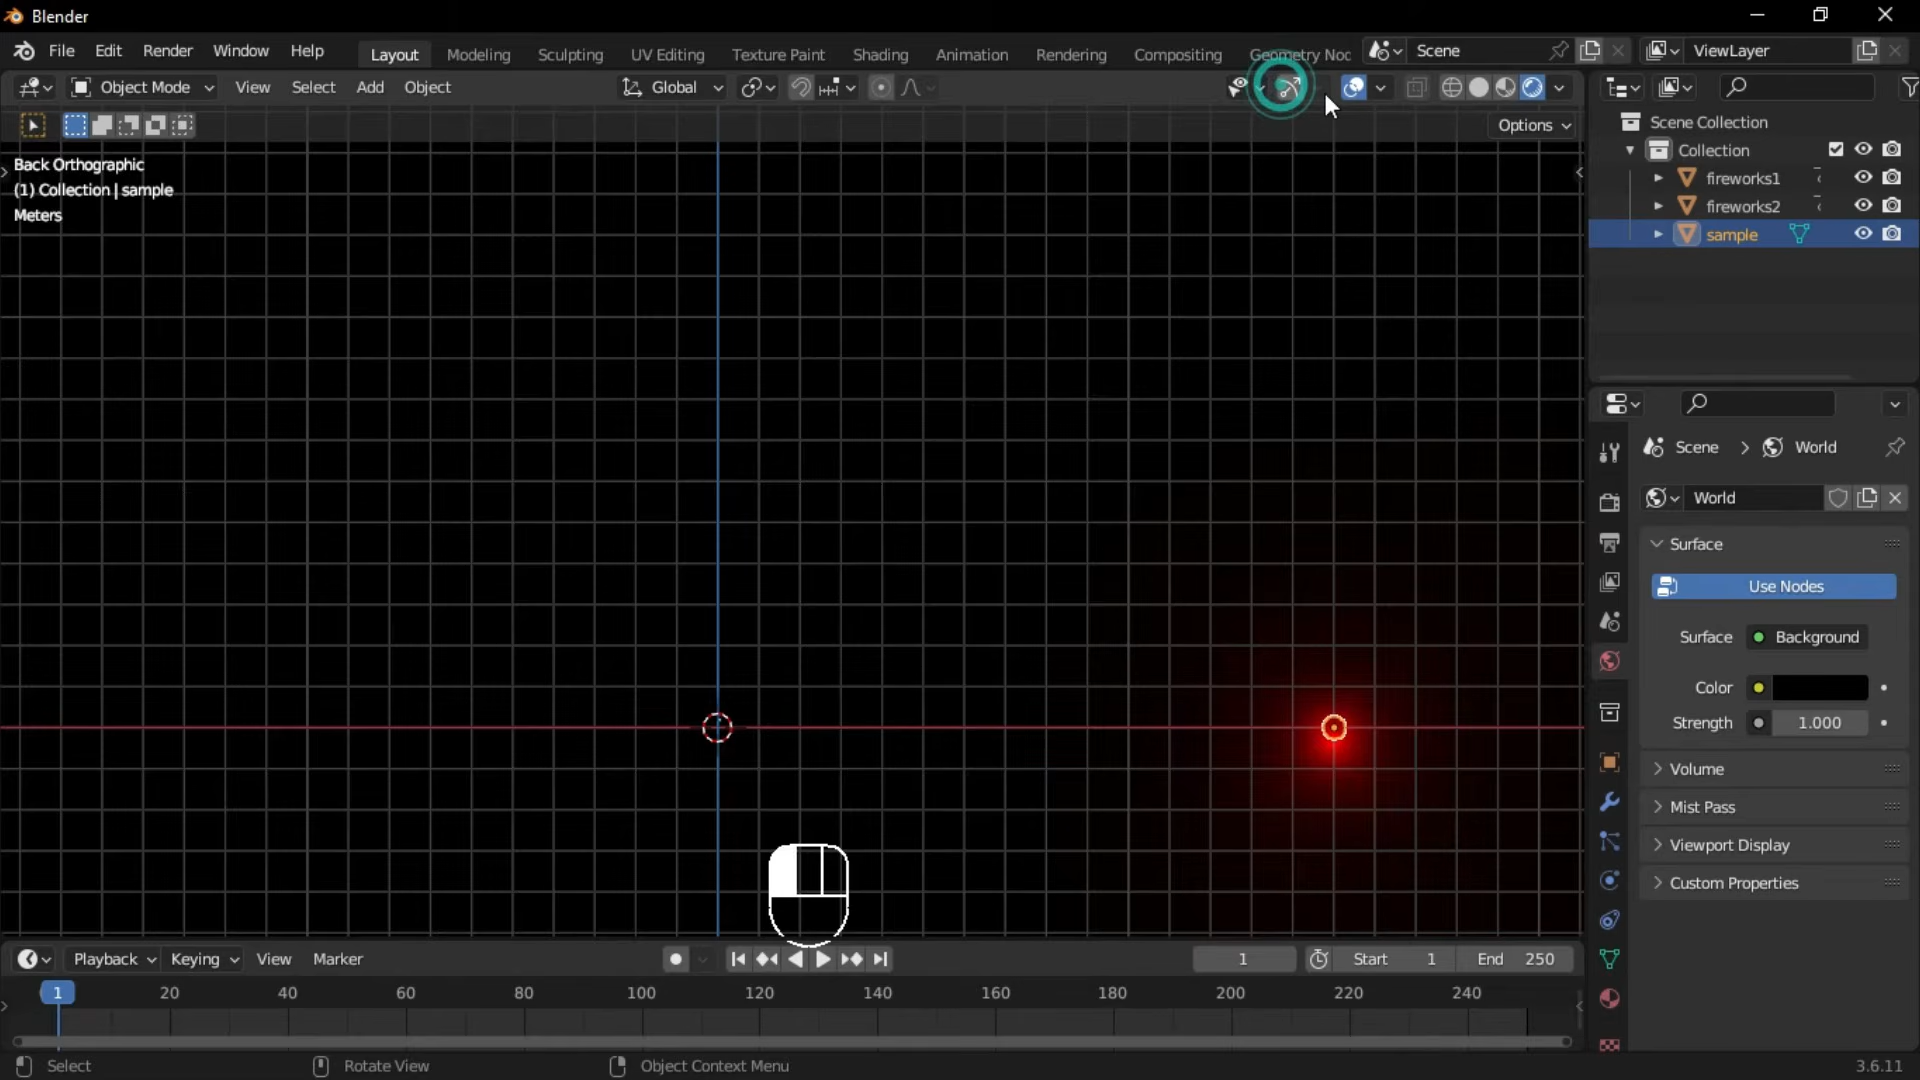 Blender
File Edit Render Window Help Layout Modeling Sculpting UV Editing Texture Paint Shading Animation Rendering Compositing Geometry Noc Scene ViewLayer
Object Mode View Select Add Object Global
Options
Back Orthographic
(1) Collection | sample
Meters
Scene Collection
Collection
fireworks1
fireworks2
sample
Scene > World
World
Surface
Use Nodes
Surface Background
Color
Strength 1.000
Volume
Mist Pass
Viewport Display
Custom Properties
Playback Keying View Marker 1 Start 1 End 250
1 20 40 60 80 100 120 140 160 180 200 220 240
Select Rotate View Object Context Menu 3.6.11